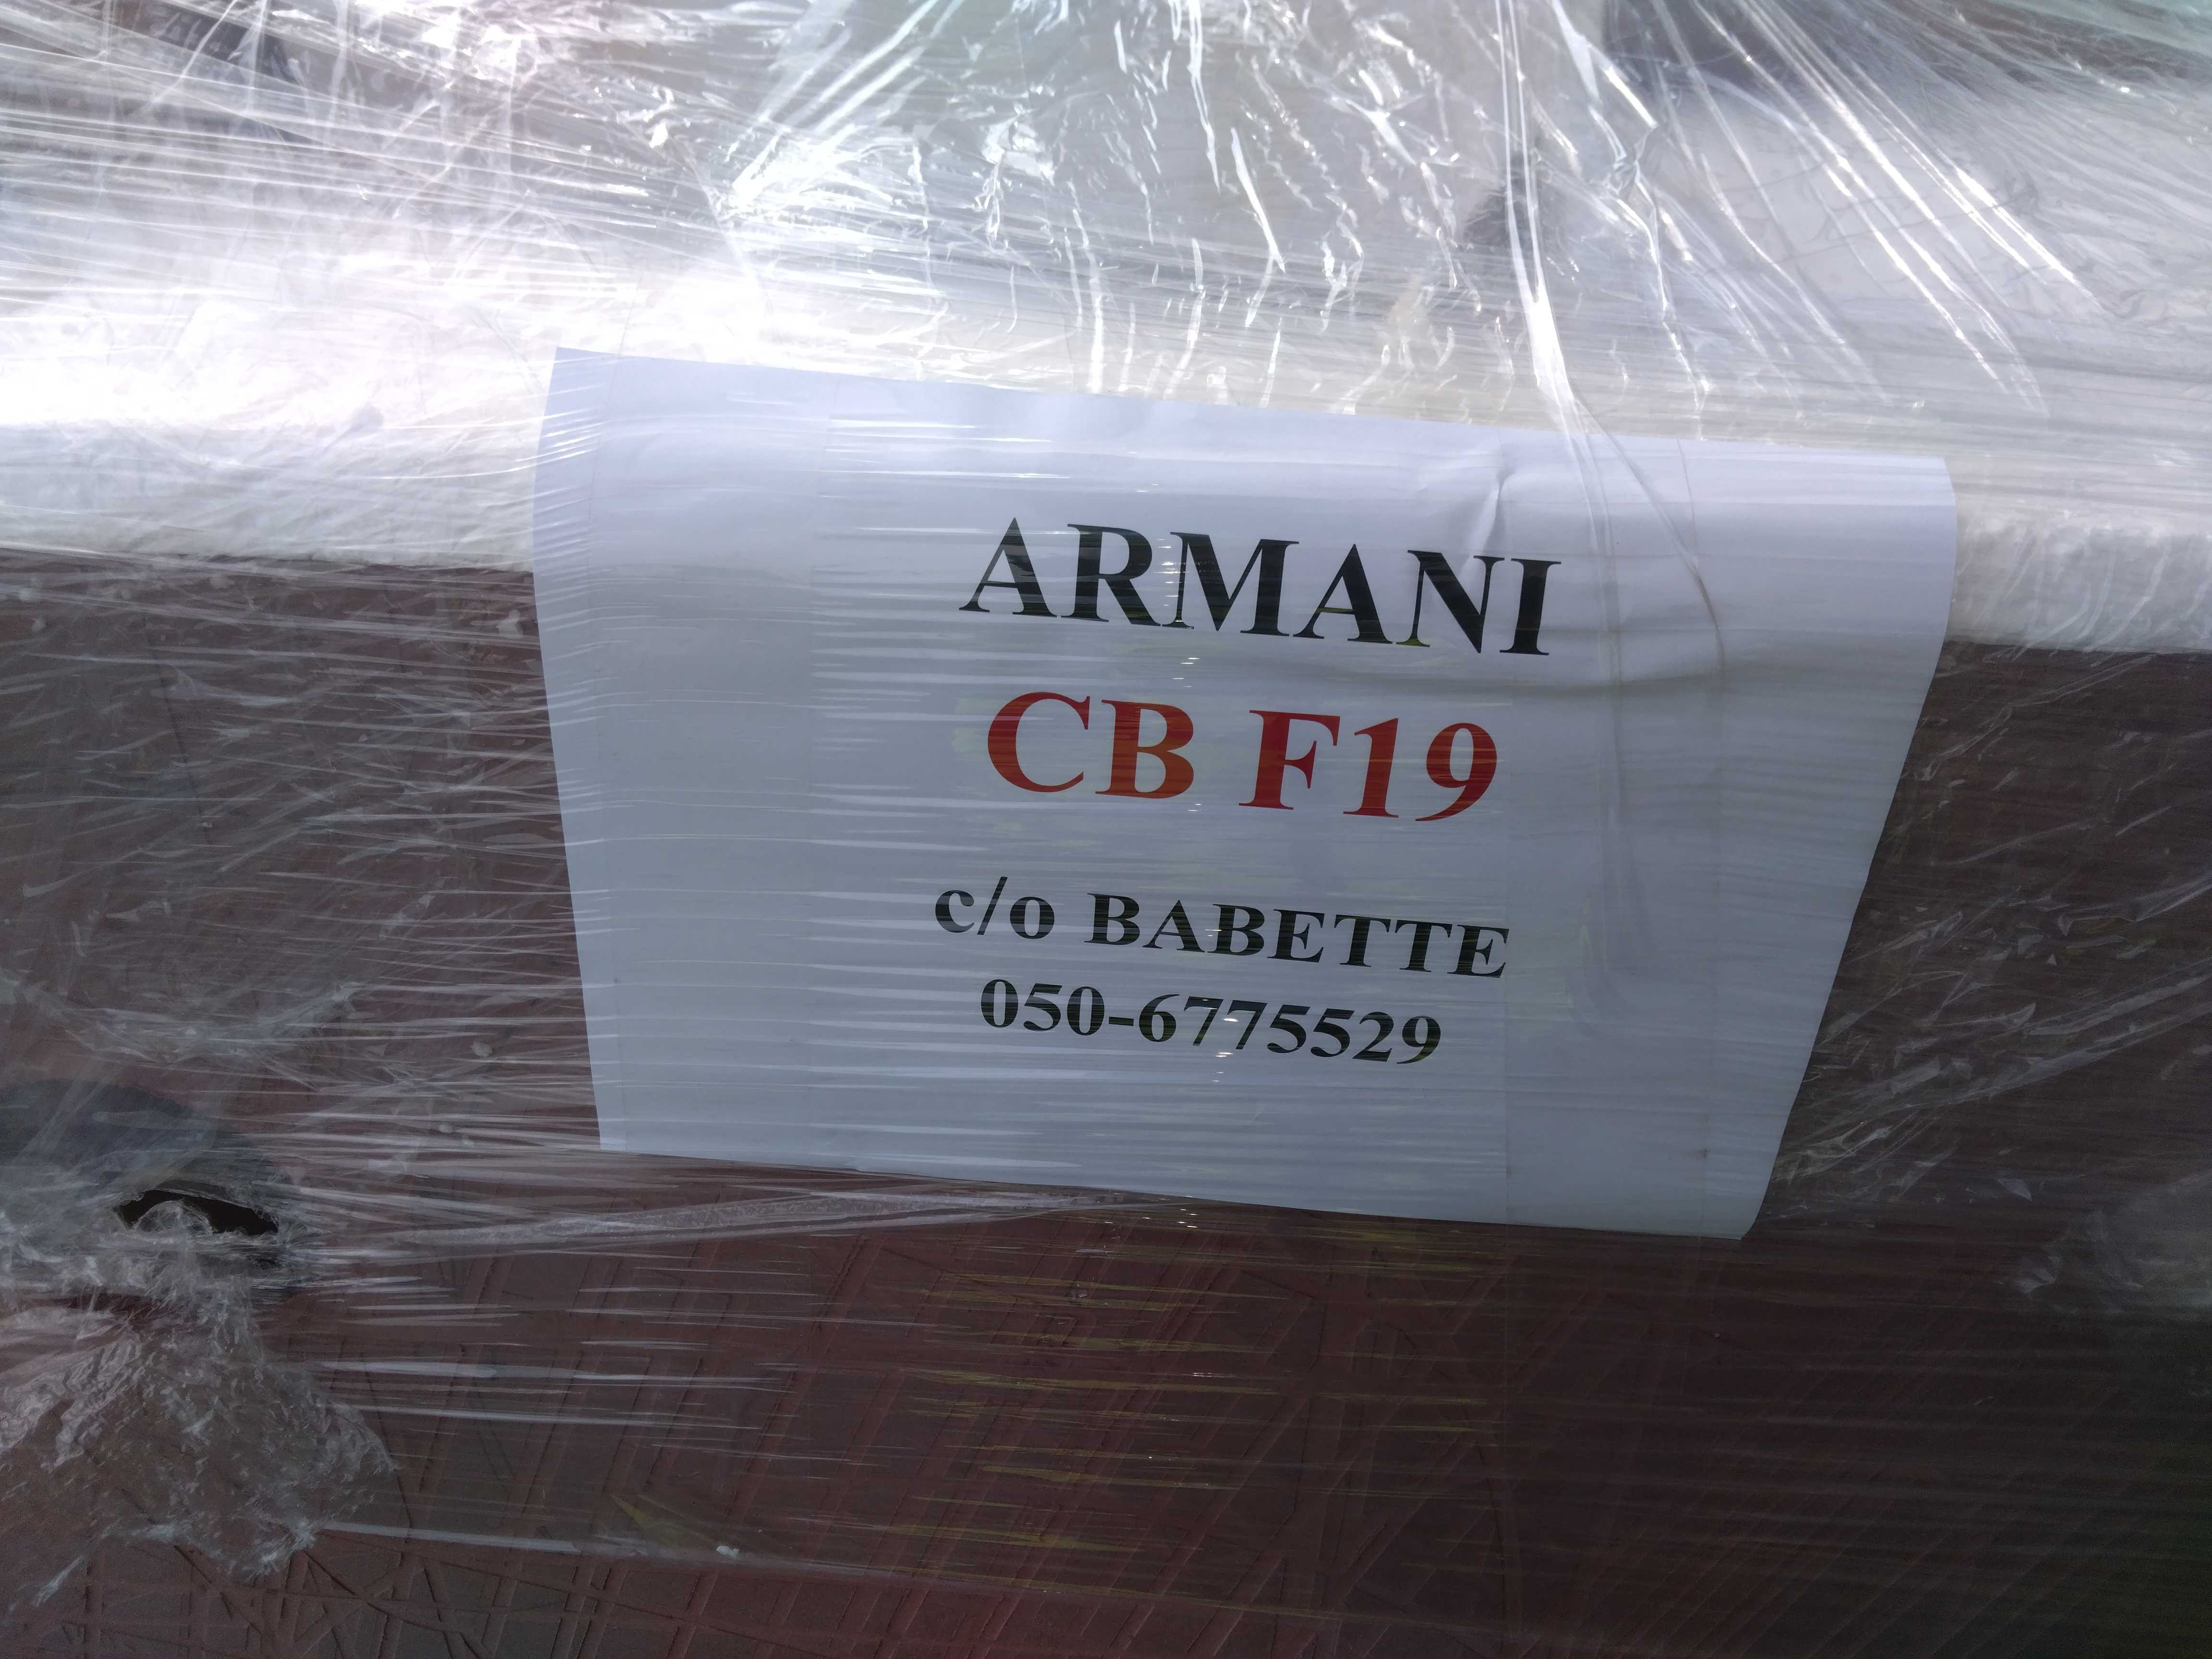 ARMANI
CB F19
c/o BABETTE
050-6775529